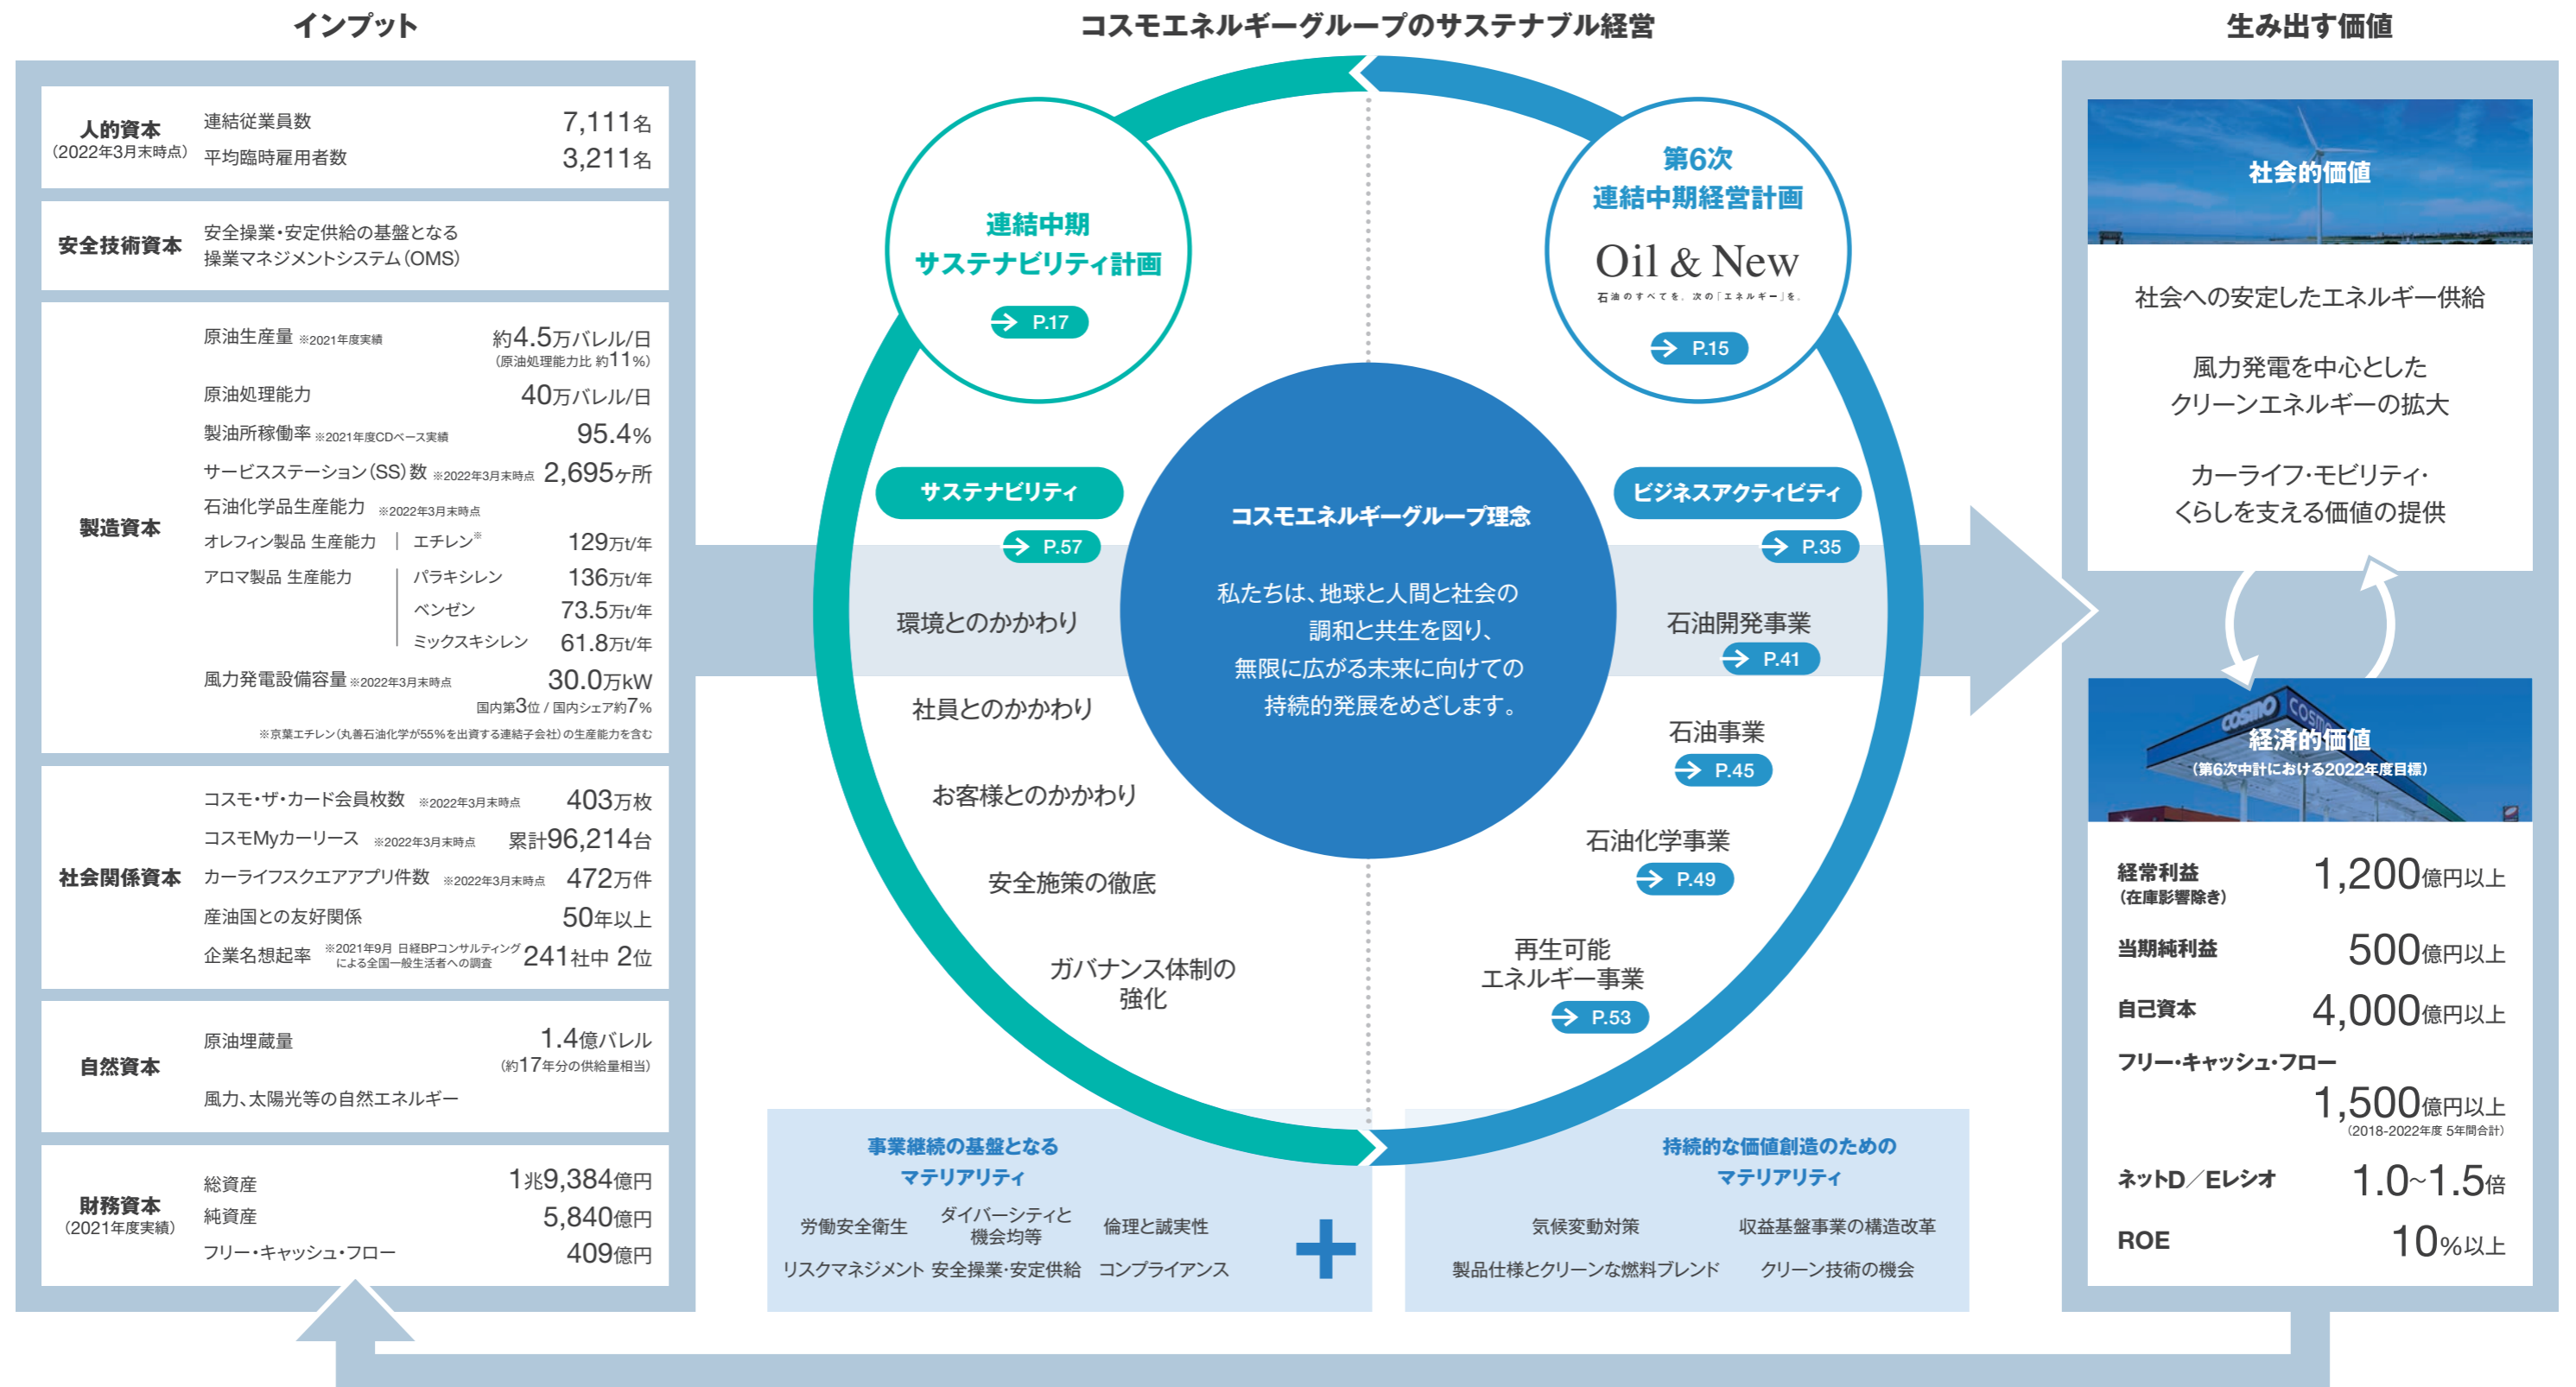 インプット
人的資本
（2022年3月末時点）
連結従業員数 7,111名
平均臨時雇用者数 3,211名
安全技術資本
安全操業・安定供給の基盤となる
操業マネジメントシステム（OMS）
製造資本
原油生産量 ※2021年度実績 約4.5万バレル/日
（原油処理能力比 約11％）
原油処理能力 40万バレル/日
製油所稼働率 ※2021年度CDベース実績 95.4％
サービスステーション（SS）数 ※2022年3月末時点 2,695ヶ所
石油化学品生産能力 ※2022年3月末時点
オレフィン製品 生産能力 エチレン※ 129万t/年
アロマ製品 生産能力 パラキシレン 136万t/年
ベンゼン 73.5万t/年
ミックスキシレン 61.8万t/年
風力発電設備容量 ※2022年3月末時点 30.0万kW
国内第3位 / 国内シェア約7％
※京葉エチレン（丸善石油化学が55％を出資する連結子会社）の生産能力を含む
社会関係資本
コスモ・ザ・カード会員枚数 ※2022年3月末時点 403万枚
コスモMyカーリース ※2022年3月末時点 累計96,214台
カーライフスクエアアプリ件数 ※2022年3月末時点 472万件
産油国との友好関係 50年以上
企業名想起率 ※2021年9月 日経BPコンサルティング
による全国一般生活者への調査 241社中 2位
自然資本
原油埋蔵量 1.4億バレル
（約17年分の供給量相当）
風力、太陽光等の自然エネルギー
財務資本
（2021年度実績）
総資産 1兆9,384億円
純資産 5,840億円
フリー・キャッシュ・フロー 409億円
コスモエネルギーグループのサステナブル経営
連結中期
サステナビリティ計画
P.17
第6次
連結中期経営計画
Oil & New
石油のすべてを。次の「エネルギー」を。
P.15
サステナビリティ
P.57
環境とのかかわり
社員とのかかわり
お客様とのかかわり
安全施策の徹底
ガバナンス体制の
強化
コスモエネルギーグループ理念
私たちは、地球と人間と社会の
調和と共生を図り、
無限に広がる未来に向けての
持続的発展をめざします。
ビジネスアクティビティ
P.35
石油開発事業
P.41
石油事業
P.45
石油化学事業
P.49
再生可能
エネルギー事業
P.53
事業継続の基盤となる
マテリアリティ
労働安全衛生
ダイバーシティと
機会均等
倫理と誠実性
リスクマネジメント 安全操業・安定供給 コンプライアンス
持続的な価値創造のための
マテリアリティ
気候変動対策 収益基盤事業の構造改革
製品仕様とクリーンな燃料ブレンド クリーン技術の機会
生み出す価値
社会的価値
社会への安定したエネルギー供給
風力発電を中心とした
クリーンエネルギーの拡大
カーライフ・モビリティ・
くらしを支える価値の提供
COSMO COSMO
経済的価値
（第6次中計における2022年度目標）
経常利益 1,200億円以上
（在庫影響除き）
当期純利益 500億円以上
自己資本 4,000億円以上
フリー・キャッシュ・フロー
1,500億円以上
（2018-2022年度 5年間合計）
ネットD／Eレシオ 1.0～1.5倍
ROE 10％以上